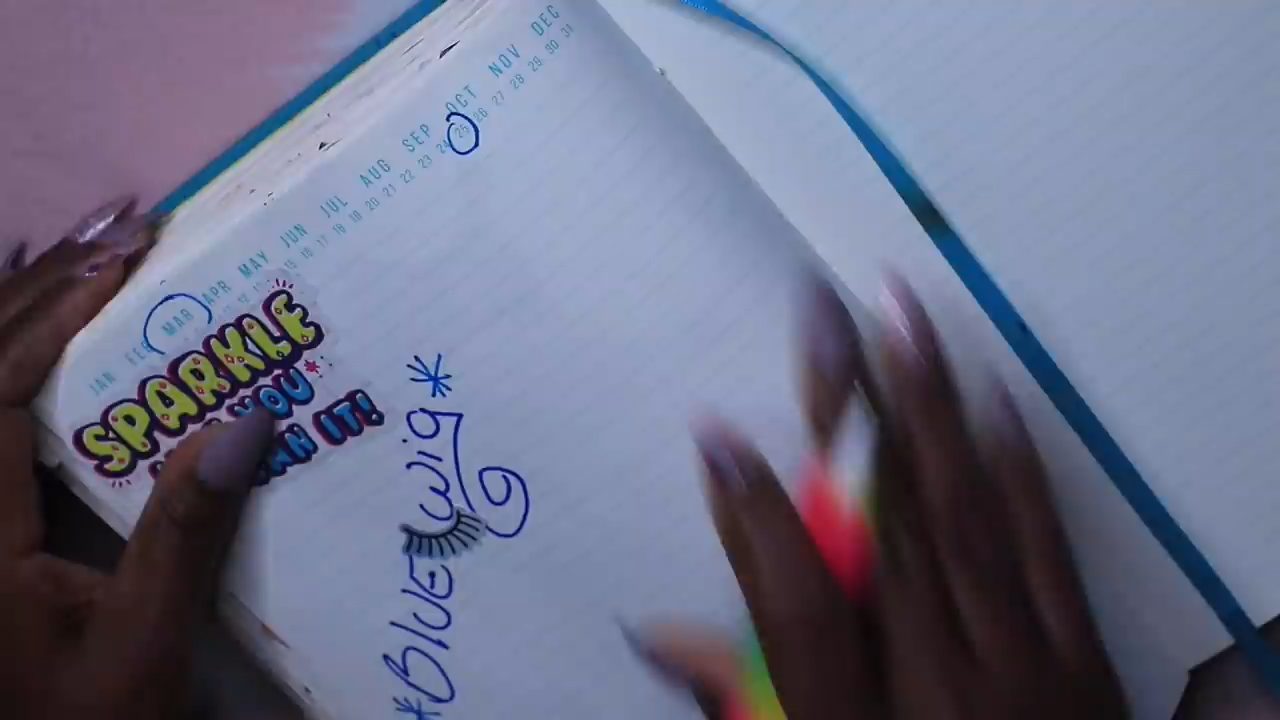 JAN FEB MAR APR MAY JUN JUL AUG SEP OCT NOV DEC
15 16 17 18 19 20 21 22 23 24 25 26 27 28 29 30 31
SPARKLE
YOU
IT!
*BLUE wig*